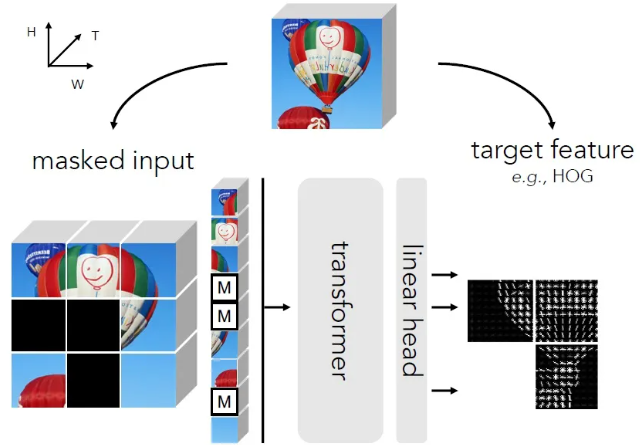 H
T
W
masked input
target feature
e.g., HOG
M
M
M
transformer
linear head